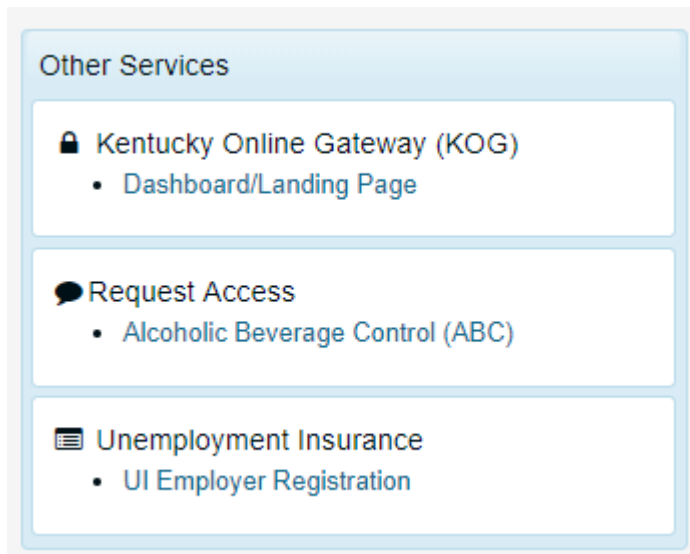 Other Services
Kentucky Online Gateway (KOG)
Dashboard/Landing Page
Request Access
Alcoholic Beverage Control (ABC)
Unemployment Insurance
UI Employer Registration